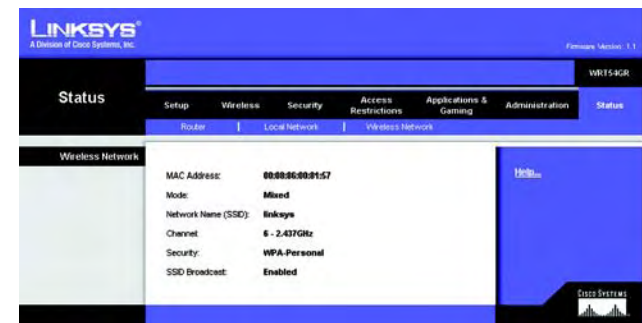 LINKSYS®
A Division of Cisco Systems, Inc.
Firmware Version: 1.1
WRT54GR
Status
Setup Wireless Security Access Restrictions Applications & Gaming Administration Status
Router | Local Network | Wireless Network
Wireless Network
MAC Address: 00:00:86:00:01:57
Mode: Mixed
Network Name (SSID): linksys
Channel: 6 - 2.437GHz
Security: WPA-Personal
SSID Broadcast: Enabled
Help...
CISCO SYSTEMS